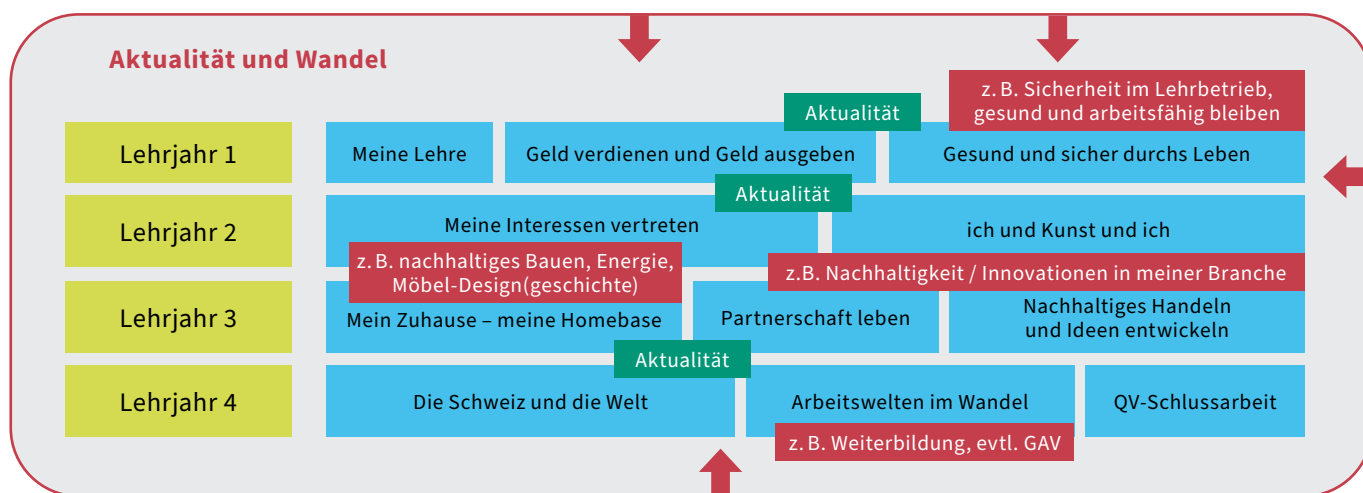 Aktualität und Wandel
z. B. Sicherheit im Lehrbetrieb,
gesund und arbeitsfähig bleiben
Aktualität
Lehrjahr 1
Meine Lehre
Geld verdienen und Geld ausgeben
Gesund und sicher durchs Leben
Aktualität
Lehrjahr 2
Meine Interessen vertreten
ich und Kunst und ich
z. B. nachhaltiges Bauen, Energie,
Möbel-Design(geschichte)
z.B. Nachhaltigkeit / Innovationen in meiner Branche
Lehrjahr 3
Mein Zuhause – meine Homebase
Partnerschaft leben
Nachhaltiges Handeln
und Ideen entwickeln
Aktualität
Lehrjahr 4
Die Schweiz und die Welt
Arbeitswelten im Wandel
QV-Schlussarbeit
z. B. Weiterbildung, evtl. GAV